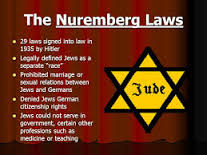 The Nuremberg Laws
29 laws signed into law in
1935 by Hitler
Legally defined Jews as a
separate "race"
Prohibited marriage or
sexual relations between
Jews and Germans
Denied Jews German
citizenship rights
Jews could not serve in
government, certain other
professions such as
medicine or teaching
Jude